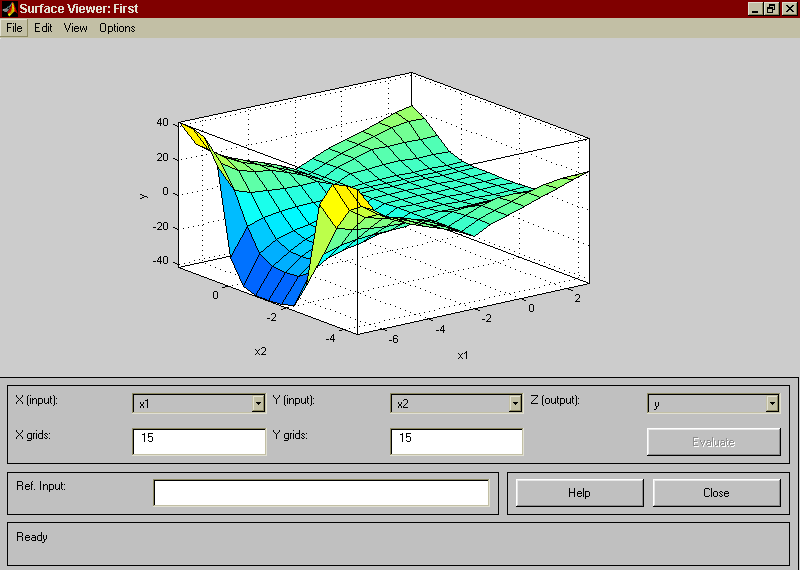 Surface Viewer: First
File Edit View Options
40
20
0
-20
-40
y
0
-2
-4
x2
-6
-4
-2
0
2
x1
X (input): x1 Y (input): x2 Z (output): y
X grids: 15 Y grids: 15 Evaluate
Ref. Input: Help Close
Ready